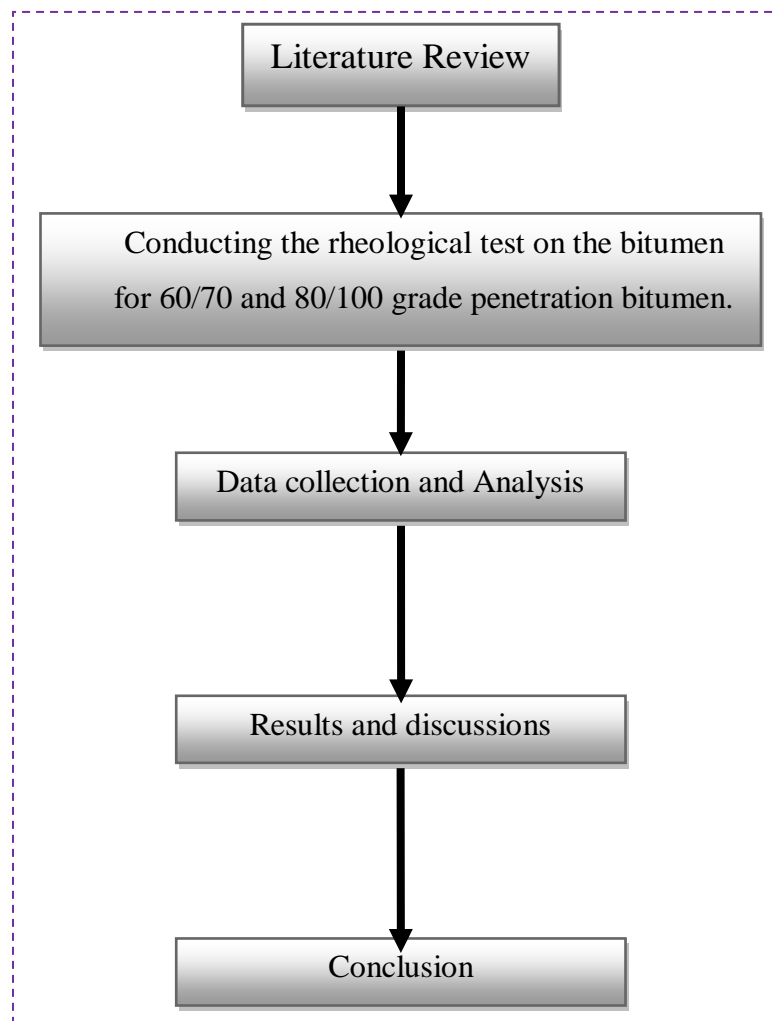 Literature Review
Conducting the rheological test on the bitumen
for 60/70 and 80/100 grade penetration bitumen.
Data collection and Analysis
Results and discussions
Conclusion